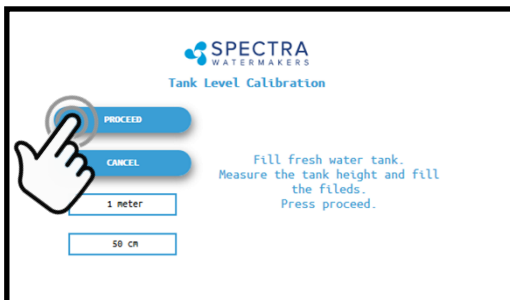 SPECTRA
WATERMAKERS
Tank Level Calibration
PROCEED
CANCEL
1 meter
50 CM
Fill fresh water tank.
Measure the tank height and fill
the fileds.
Press proceed.